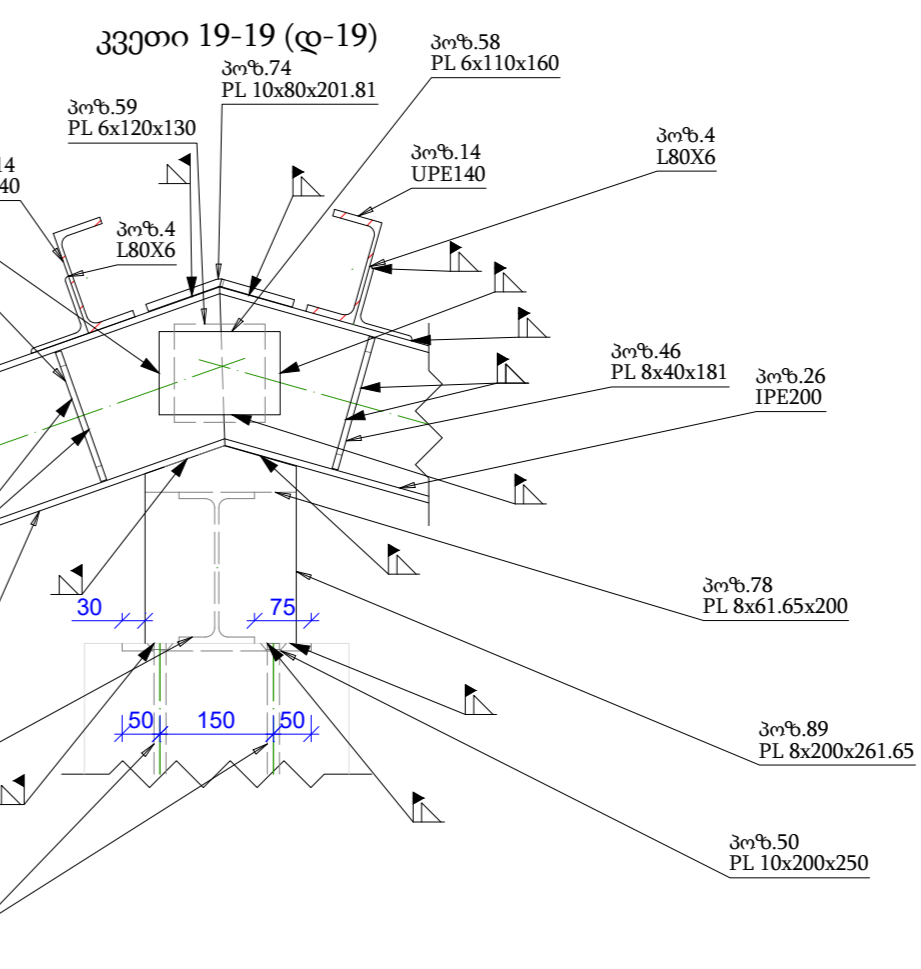 კვეთი 19-19 (დ-19)
პოზ.58
PL 6x110x160
პოზ.74
PL 10x80x201.81
პოზ.59
PL 6x120x130
პოზ.4
L80X6
პოზ.14
UPE140
14
40
პოზ.4
L80X6
პოზ.46
PL 8x40x181
პოზ.26
IPE200
პოზ.78
PL 8x61.65x200
30
75
50
150
50
პოზ.89
PL 8x200x261.65
პოზ.50
PL 10x200x250